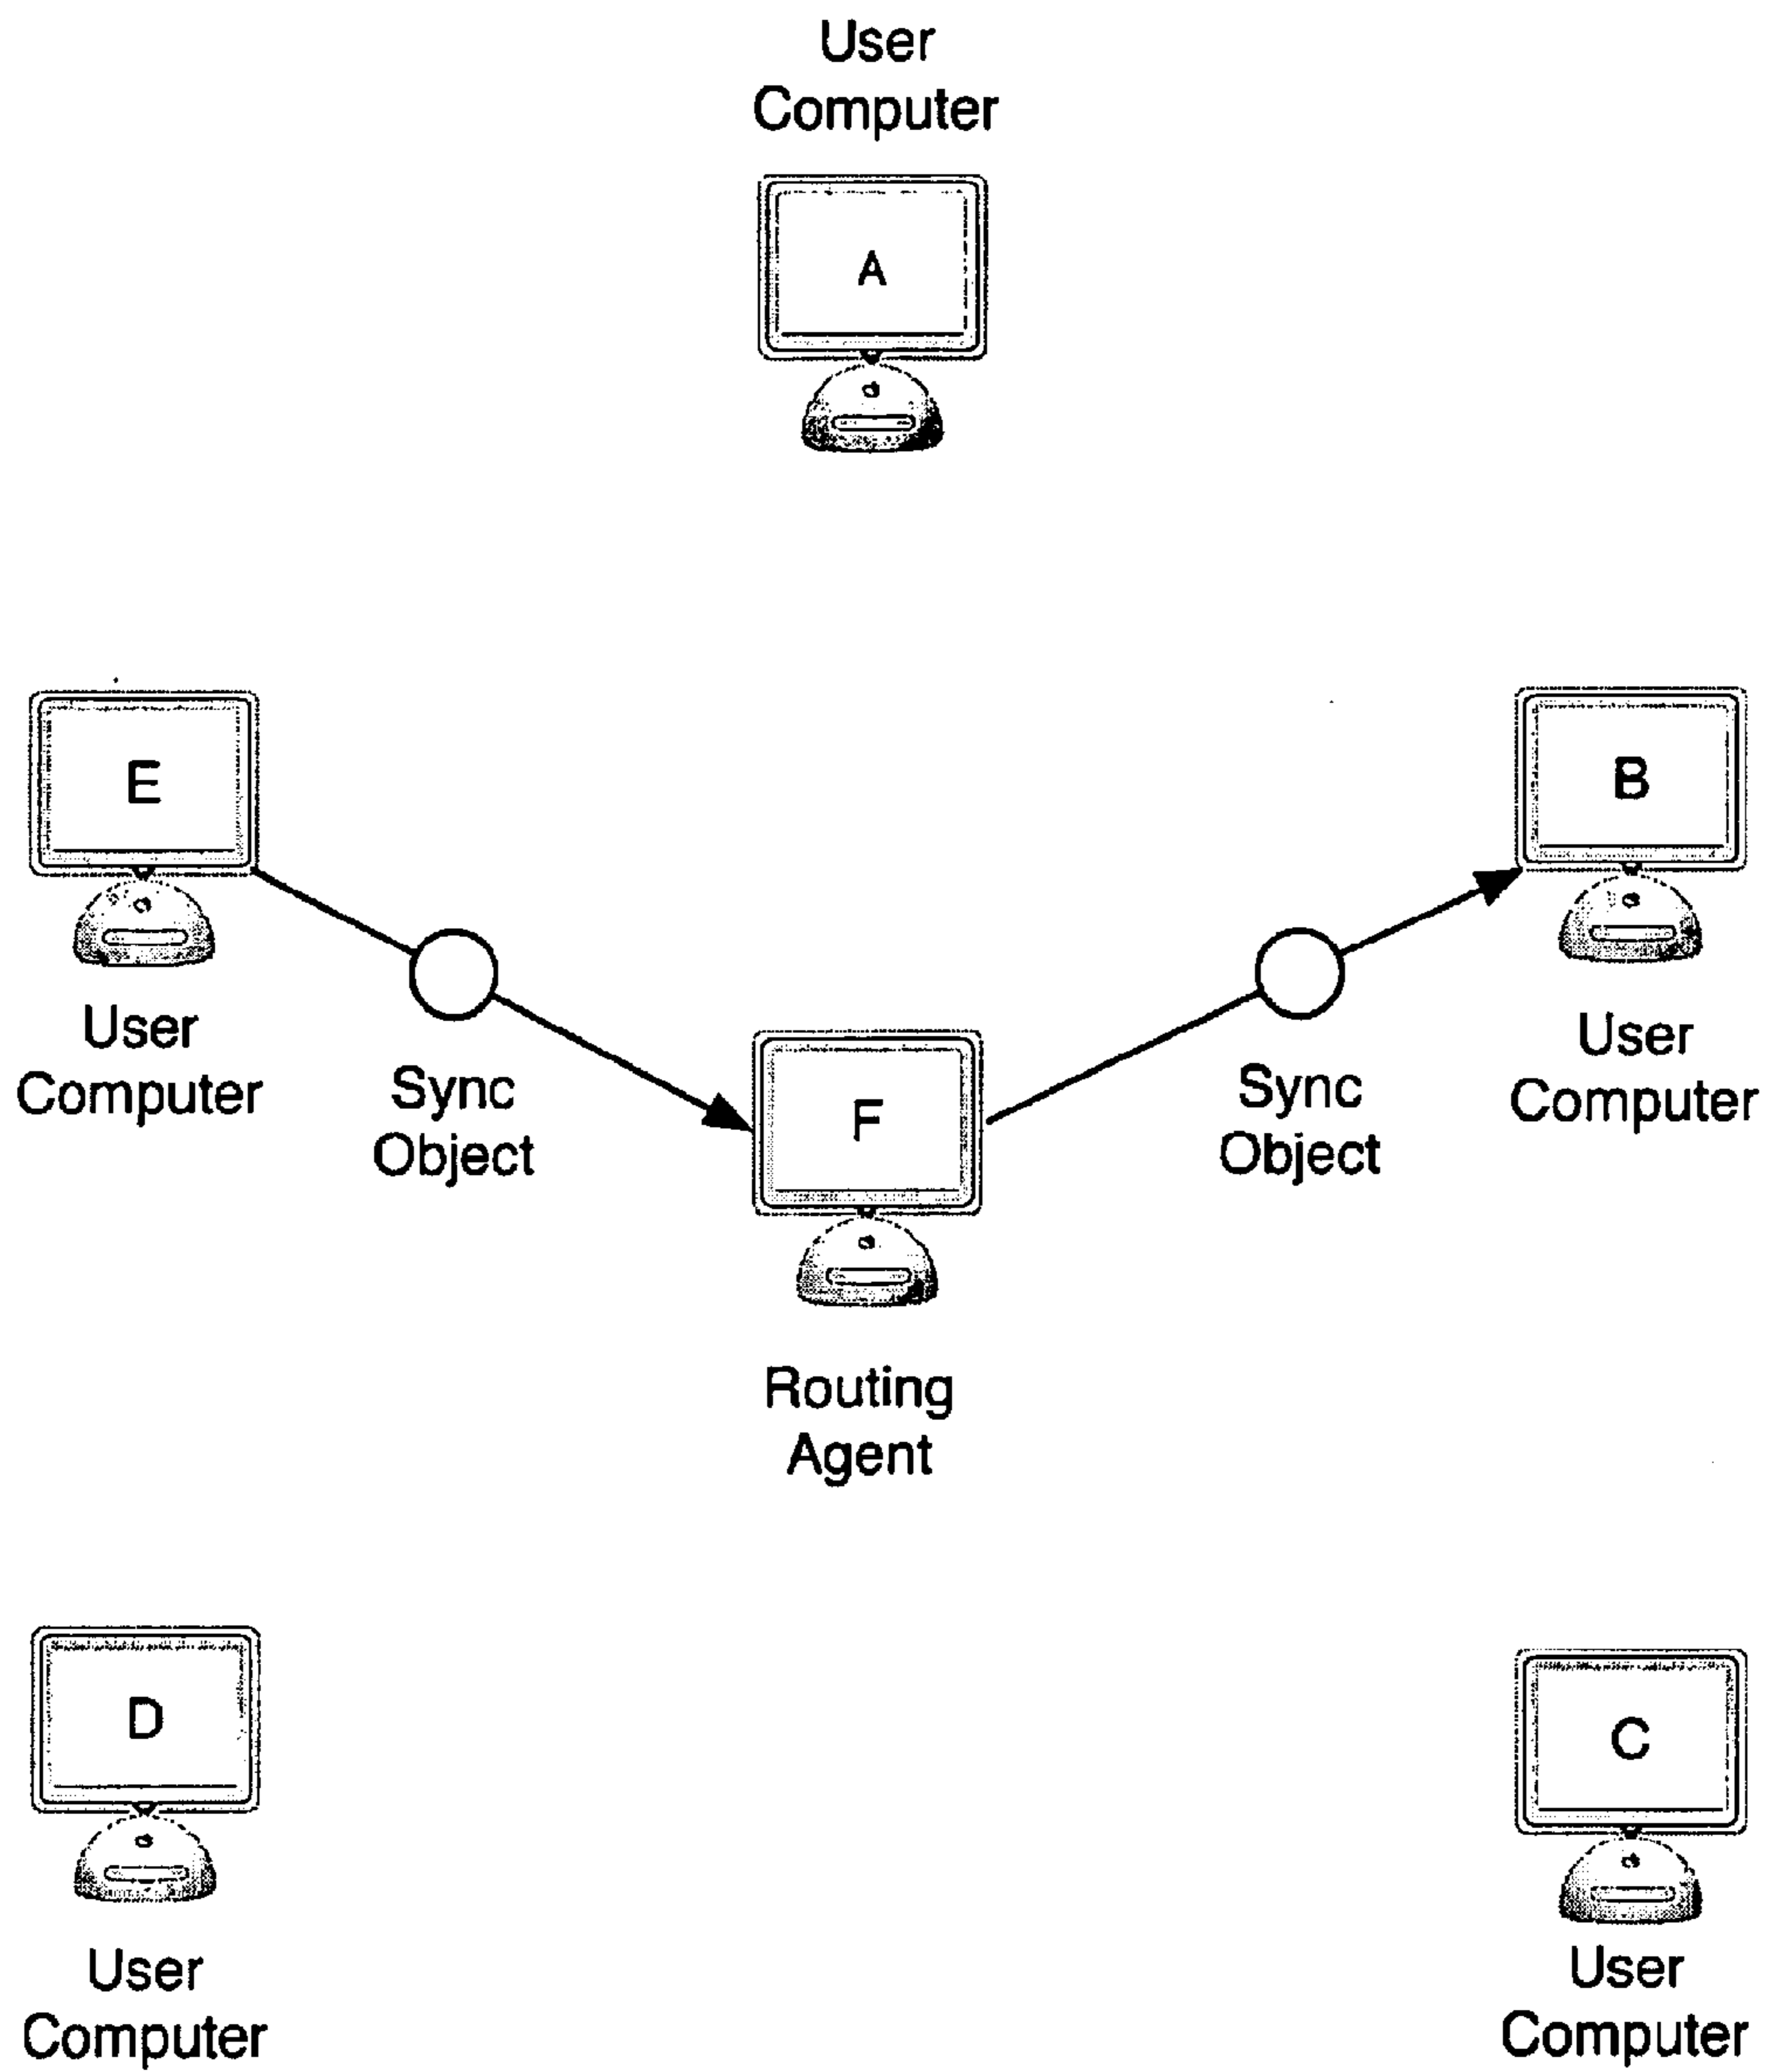 User
Computer
A
E
B
User
Computer
Sync
Object
F
Sync
Object
User
Computer
Routing
Agent
D
C
User
Computer
User
Computer